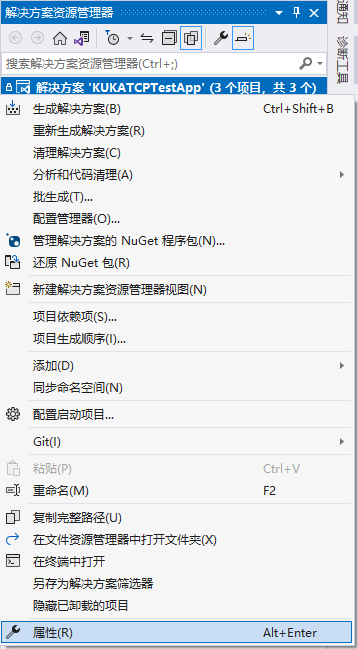 解决方案资源管理器
搜索解决方案资源管理器(Ctrl+;)
解决方案 'KUKATCPTestApp' (3 个项目, 共 3 个)
生成解决方案(B) Ctrl+Shift+B
重新生成解决方案(R)
清理解决方案(C)
分析和代码清理(A)
批生成(T)...
配置管理器(O)...
管理解决方案的 NuGet 程序包(N)...
还原 NuGet 包(R)
新建解决方案资源管理器视图(N)
项目依赖项(S)...
项目生成顺序(I)...
添加(D)
同步命名空间(N)
配置启动项目...
Git(I)
粘贴(P) Ctrl+V
重命名(M) F2
复制完整路径(U)
在文件资源管理器中打开文件夹(X)
在终端中打开
另存为解决方案筛选器
隐藏已卸载的项目
属性(R) Alt+Enter
通知
诊断工具